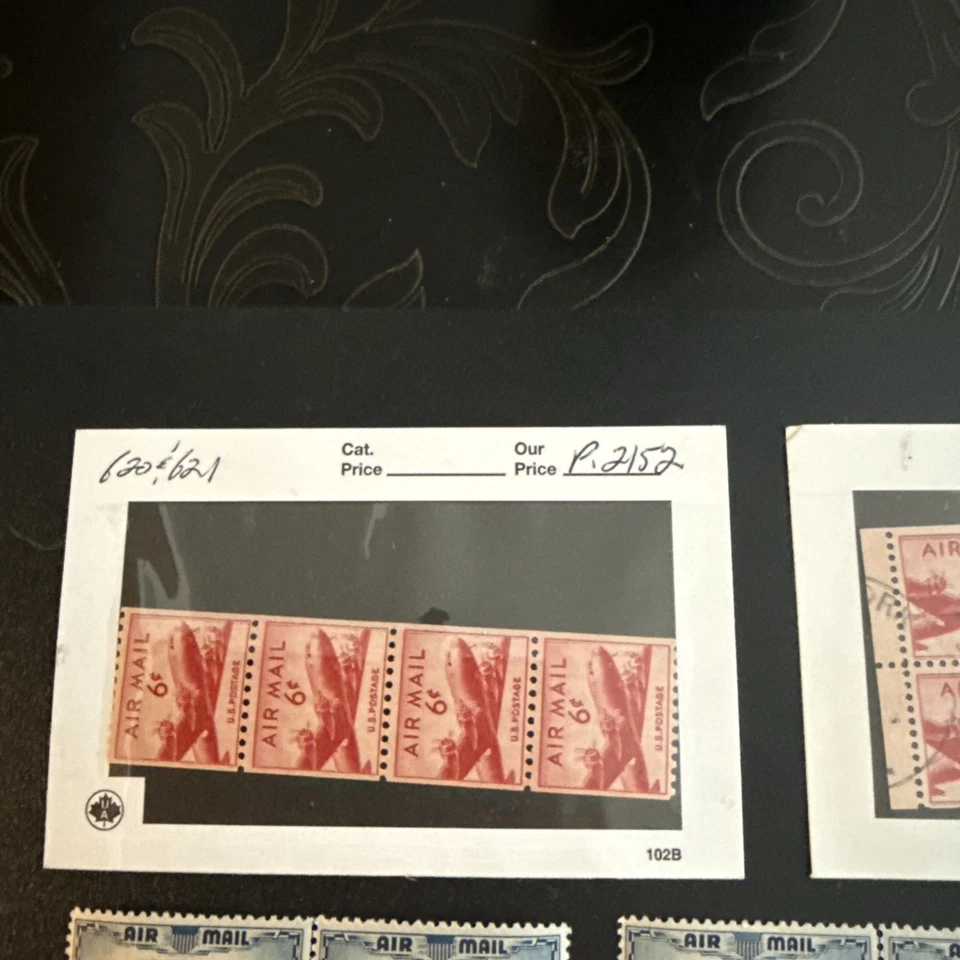 620 & 621
Cat. Price
Our Price P. 2152
AIR MAIL 6¢ U.S. POSTAGE
AIR MAIL 6¢ U.S. POSTAGE
AIR MAIL 6¢ U.S. POSTAGE
AIR MAIL 6¢ U.S. POSTAGE
AIR
A
102B
AIR MAIL
AIR MAIL
AIR MAIL
A